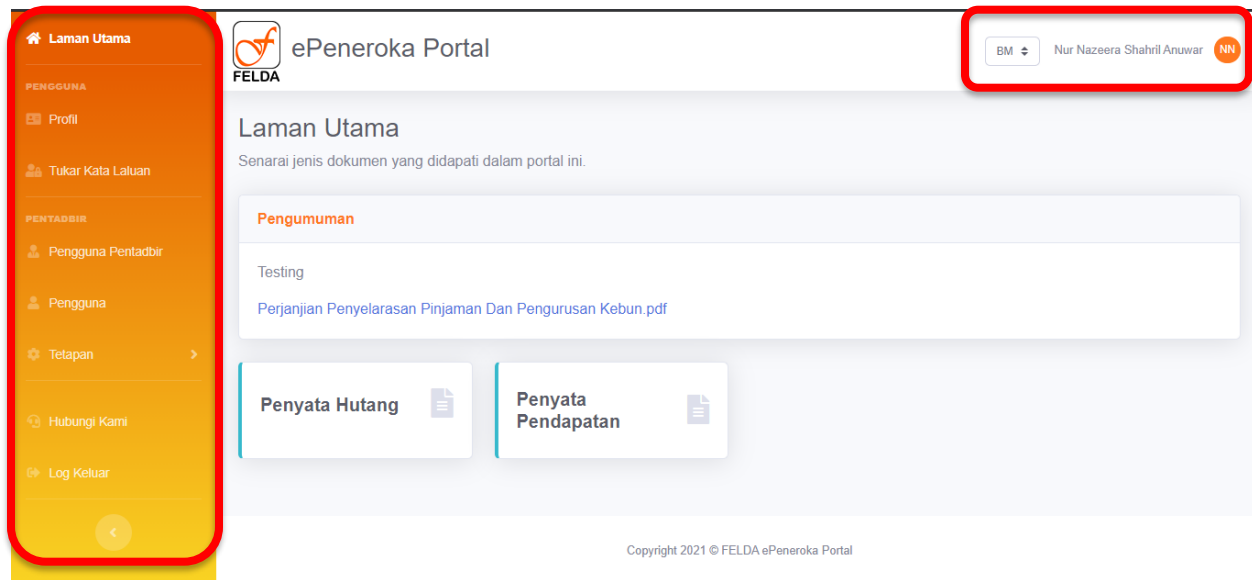 Laman Utama
PENGGUNA
Profil
Tukar Kata Laluan
PENTADBIR
Pengguna Pentadbir
Pengguna
Tetapan
Hubungi Kami
Log Keluar
FELDA
ePeneroka Portal
BM
Nur Nazeera Shahril Anuwar
NN
Laman Utama
Senarai jenis dokumen yang didapati dalam portal ini.
Pengumuman
Testing
Perjanjian Penyelarasan Pinjaman Dan Pengurusan Kebun.pdf
Penyata Hutang
Penyata
Pendapatan
Copyright 2021 © FELDA ePeneroka Portal